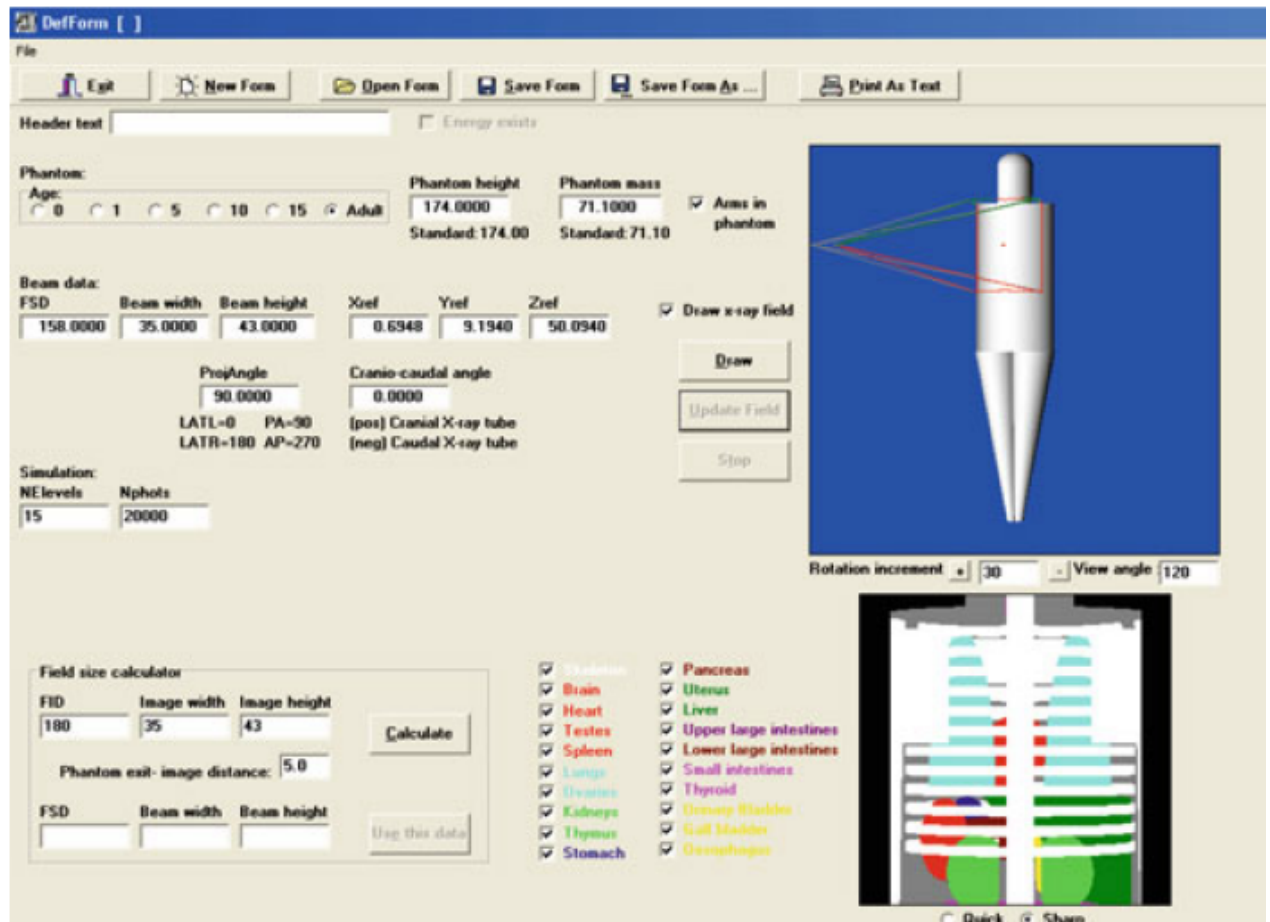 DefForm [ ]
File
Exit New Form Open Form Save Form Save Form As ... Print As Text
Header text Energy exists
Phantom:
Age:
0 1 5 10 15 Adult
Phantom height Phantom mass
174.0000 71.1000 Arms in phantom
Standard: 174.00 Standard: 71.10
Beam data:
FSD Beam width Beam height Xref Yref Zref
158.0000 35.0000 43.0000 0.6948 9.1940 50.0940 Draw x-ray field
ProjAngle Cranio-caudal angle
90.0000 0.0000
LATL=0 PA=90 (pos) Cranial X-ray tube
LATR=180 AP=270 (neg) Caudal X-ray tube
Draw
Update Field
Stop
Simulation:
NElevels Nphots
15 20000
Rotation increment + 30 - View angle 120
Field size calculator
FID Image width Image height
180 35 43
Calculate
Phantom exit- image distance: 5.0
FSD Beam width Beam height
Use this data
Skeleton Pancreas
Brain Uterus
Heart Liver
Testes Upper large intestines
Spleen Lower large intestines
Lungs Small intestines
Ovaries Thyroid
Kidneys Urinary Bladder
Thymus Gall bladder
Stomach Oesophagus
Quick Sharp